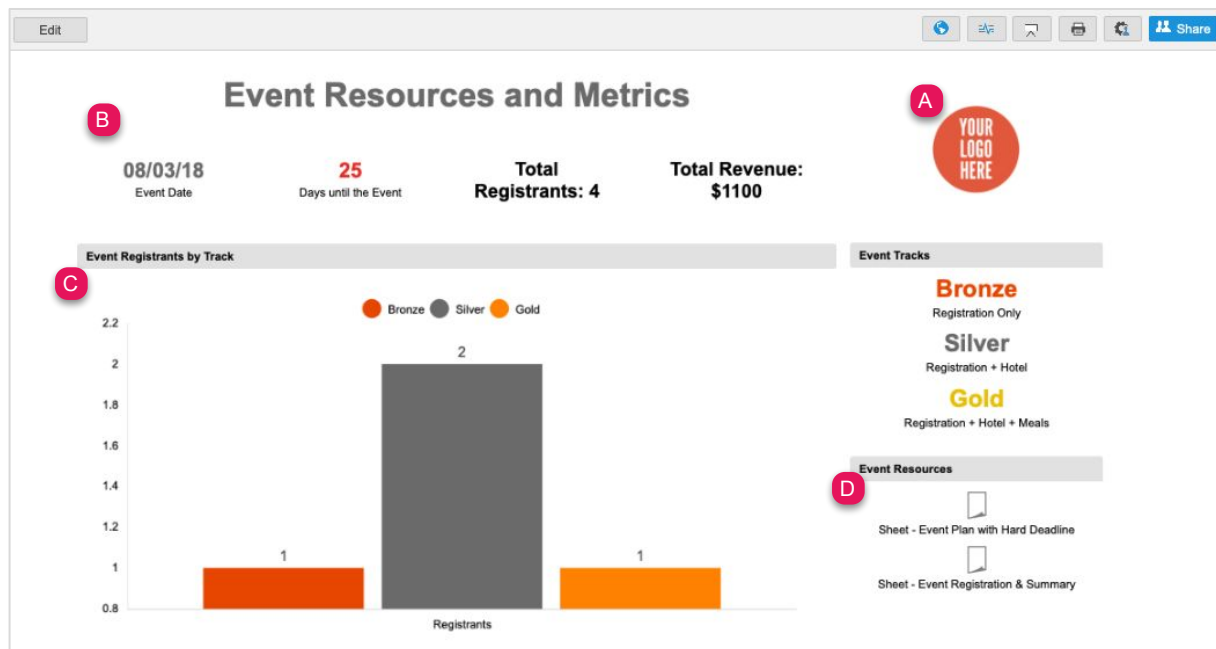 Edit
Share
Event Resources and Metrics
A
B
YOUR
LOGO
HERE
08/03/18
Event Date
25
Days until the Event
Total
Registrants: 4
Total Revenue:
$1100
Event Registrants by Track
C
Bronze
Silver
Gold
2.2
2
1.8
1.6
1.4
1.2
1
0.8
1
2
1
Registrants
Event Tracks
Bronze
Registration Only
Silver
Registration + Hotel
Gold
Registration + Hotel + Meals
Event Resources
D
Sheet - Event Plan with Hard Deadline
Sheet - Event Registration & Summary